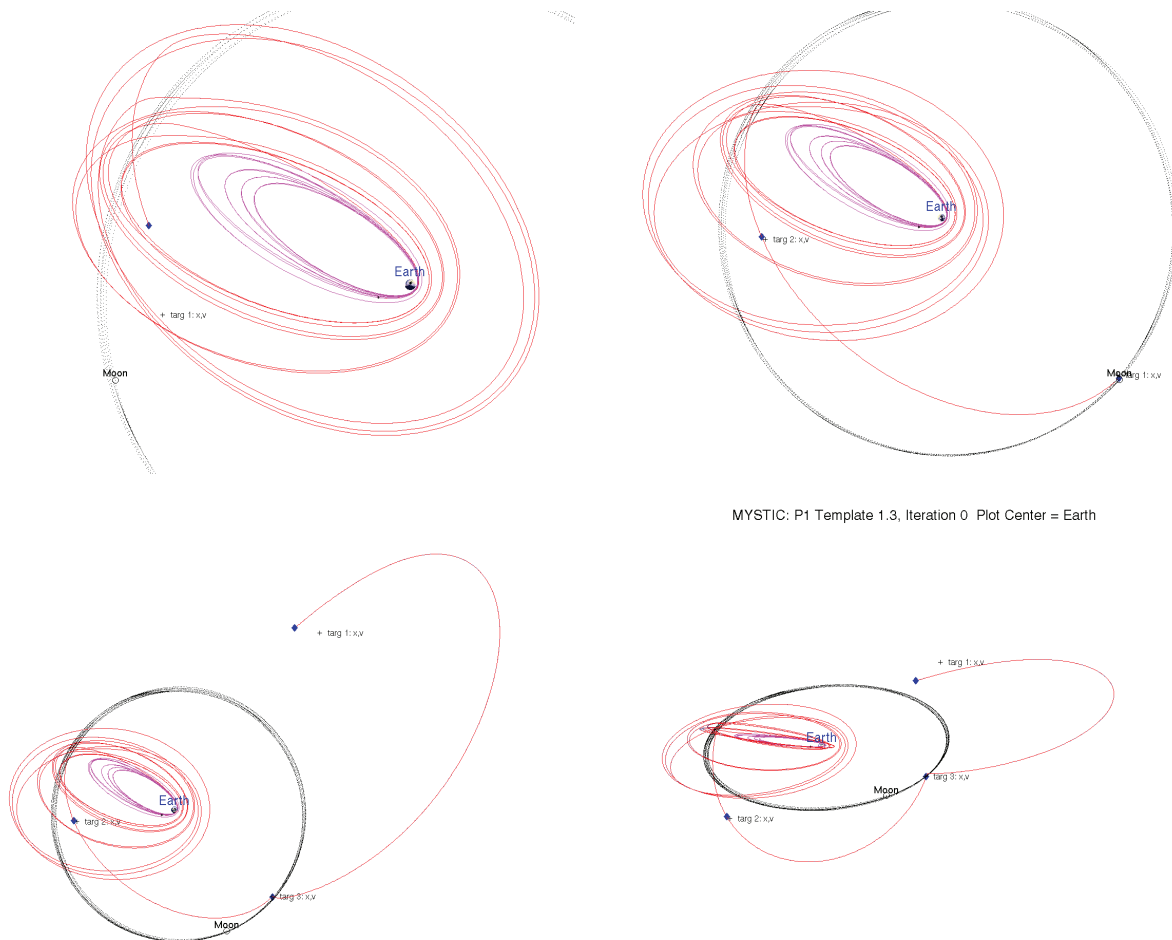 Earth
targ 1: x,v
Moon
Earth
targ 2: x,v
Moon
targ 1: x,v
MYSTIC: P1 Template 1.3, Iteration 0 Plot Center = Earth
targ 1: x,v
Earth
targ 2: x,v
targ 3: x,v
Moon
targ 1: x,v
Earth
targ 3: x,v
Moon
targ 2: x,v